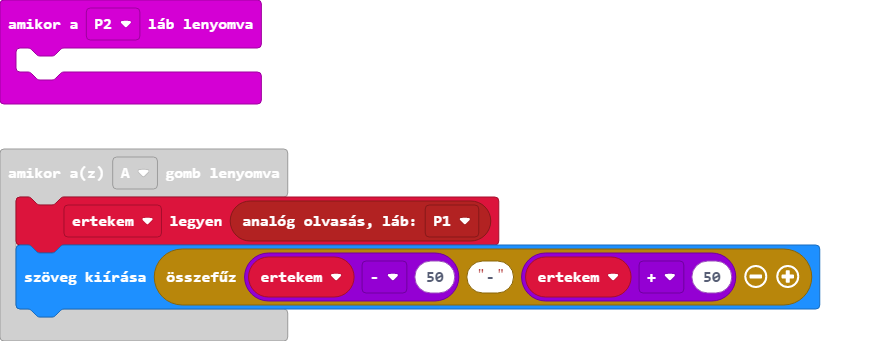 amikor a P2 láb lenyomva
amikor a(z) A gomb lenyomva
ertekem legyen analóg olvasás, láb: P1
szöveg kiírása összefűz ertekem - 50 "-" ertekem + 50